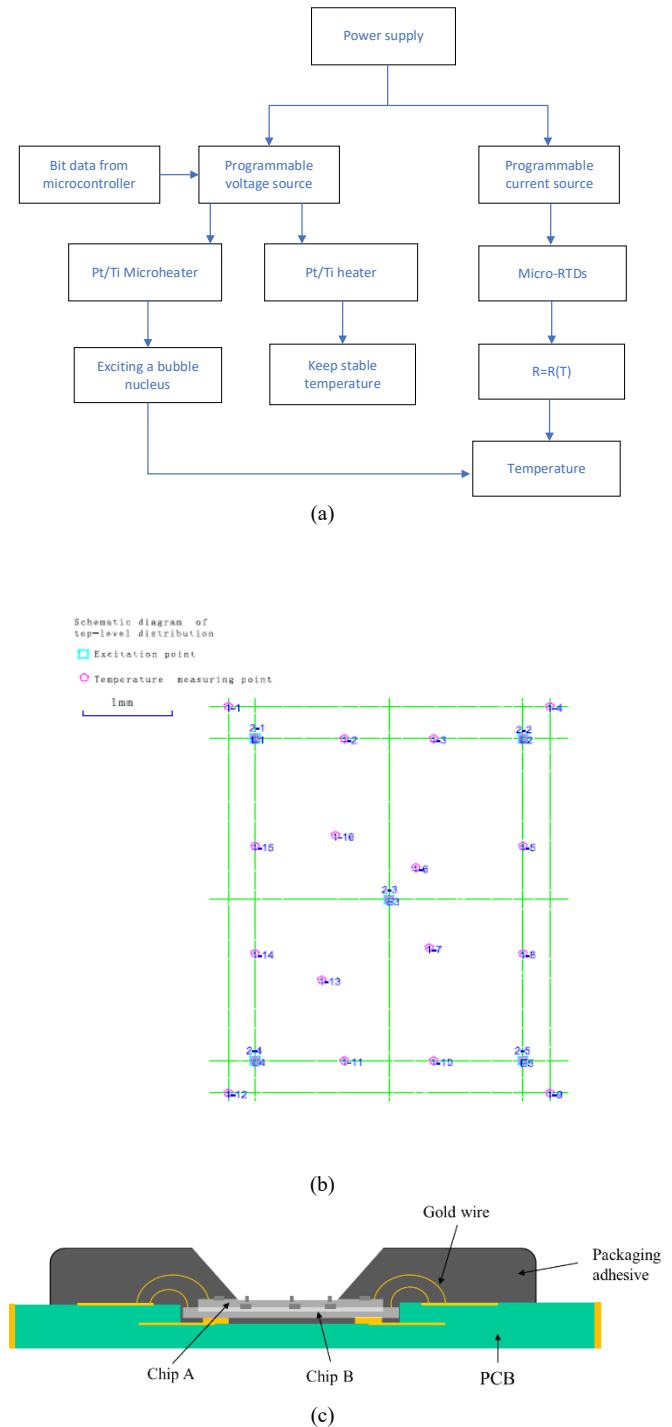 Power supply
Bit data from
microcontroller
Programmable
voltage source
Programmable
current source
Pt/Ti Microheater
Pt/Ti heater
Micro-RTDs
Exciting a bubble
nucleus
Keep stable
temperature
R=R(T)
Temperature
(a)
Schematic diagram of
top-level distribution
Excitation point
Temperature measuring point
1mm
1-1
1-4
2-1
2-2
1-2
1-3
1-16
1-15
1-5
1-6
2-3
1-7
1-14
1-8
1-13
2-4
2-5
1-11
1-10
1-12
1-9
(b)
Gold wire
Packaging
adhesive
Chip A
Chip B
PCB
(c)